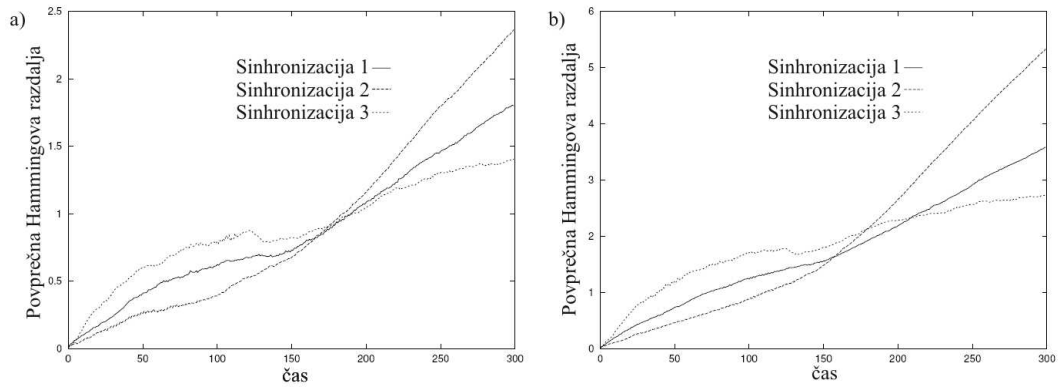 a)
Povprečna Hammingova razdalja
2.5
2
1.5
1
0.5
0
Sinhronizacija 1
Sinhronizacija 2
Sinhronizacija 3
0 50 100 150 200 250 300
čas
b)
Povprečna Hammingova razdalja
6
5
4
3
2
1
0
Sinhronizacija 1
Sinhronizacija 2
Sinhronizacija 3
0 50 100 150 200 250 300
čas